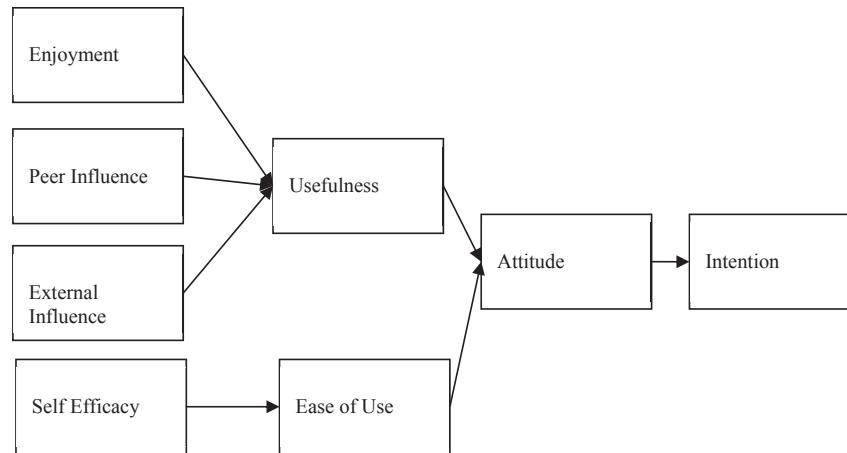 Enjoyment
Peer Influence
Usefulness
Attitude
Intention
External
Influence
Self Efficacy
Ease of Use